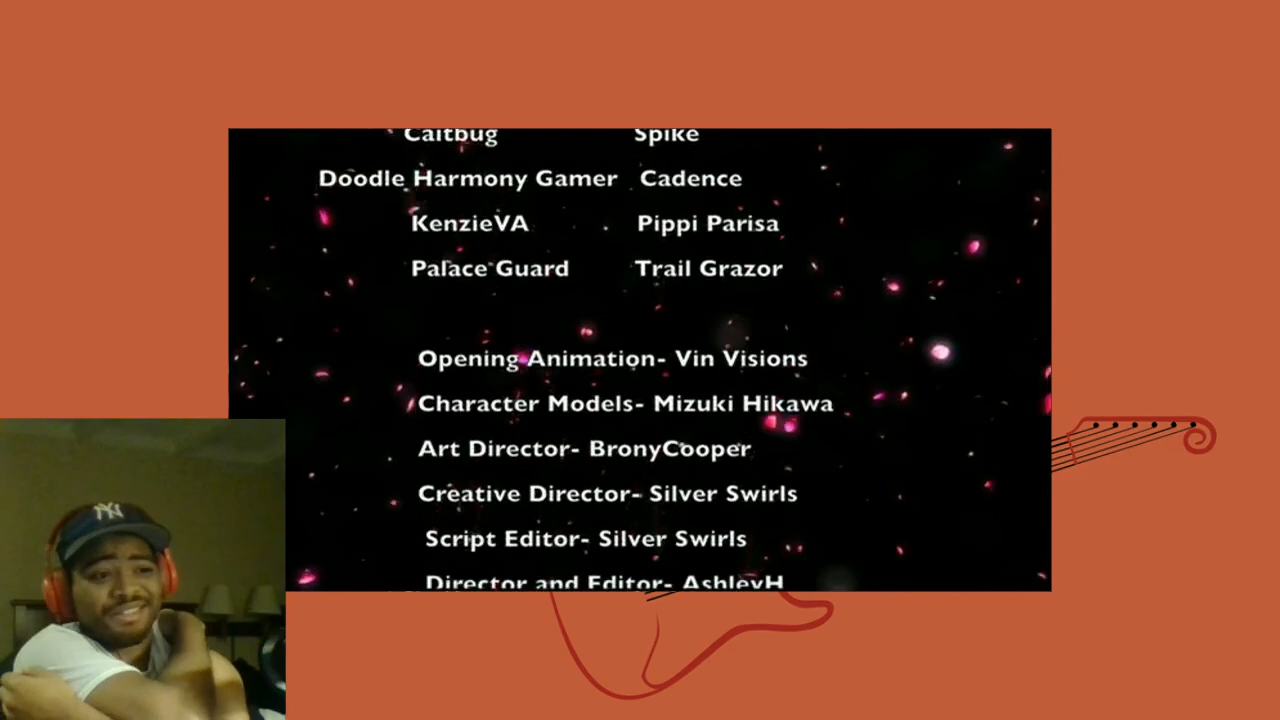 Caitbug Spike
Doodle Harmony Gamer Cadence
KenzieVA Pippi Parisa
Palace Guard Trail Grazor
Opening Animation- Vin Visions
Character Models- Mizuki Hikawa
Art Director- BronyCooper
Creative Director- Silver Swirls
Script Editor- Silver Swirls
Director and Editor- AshleyH
NY